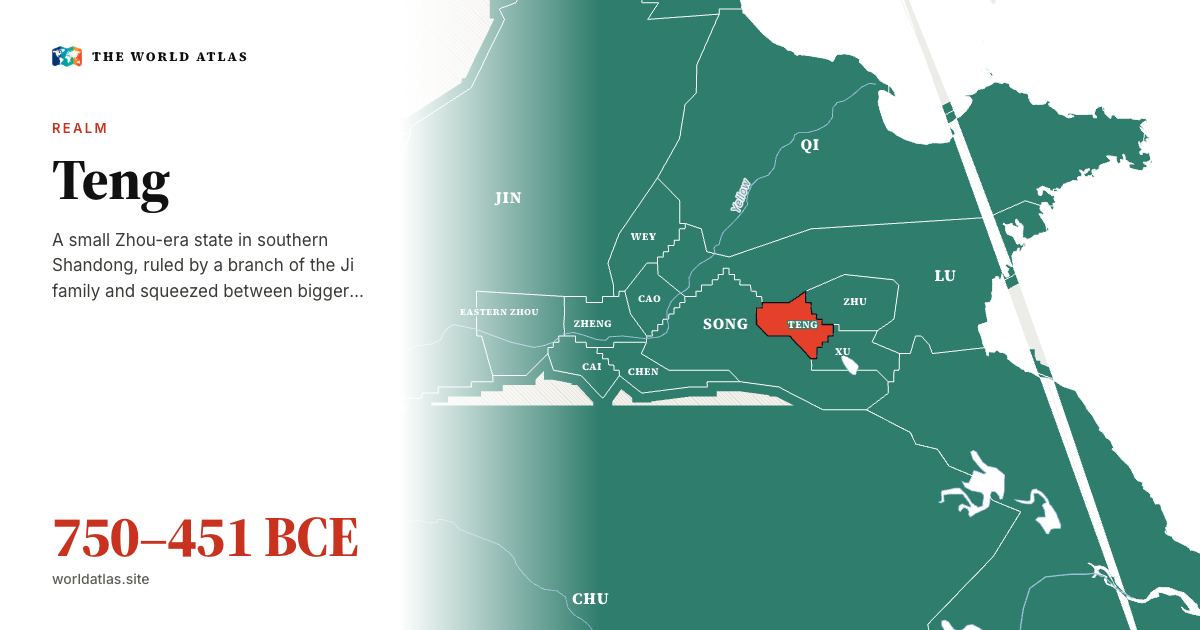 THE WORLD ATLAS
REALM
Teng
A small Zhou-era state in southern
Shandong, ruled by a branch of the Ji
family and squeezed between bigger...
750–451 BCE
worldatlas.site
QI
JIN
Yellow
WEY
LU
CAO
ZHU
EASTERN ZHOU
ZHENG
SONG
TENG
XU
CAI
CHEN
CHU